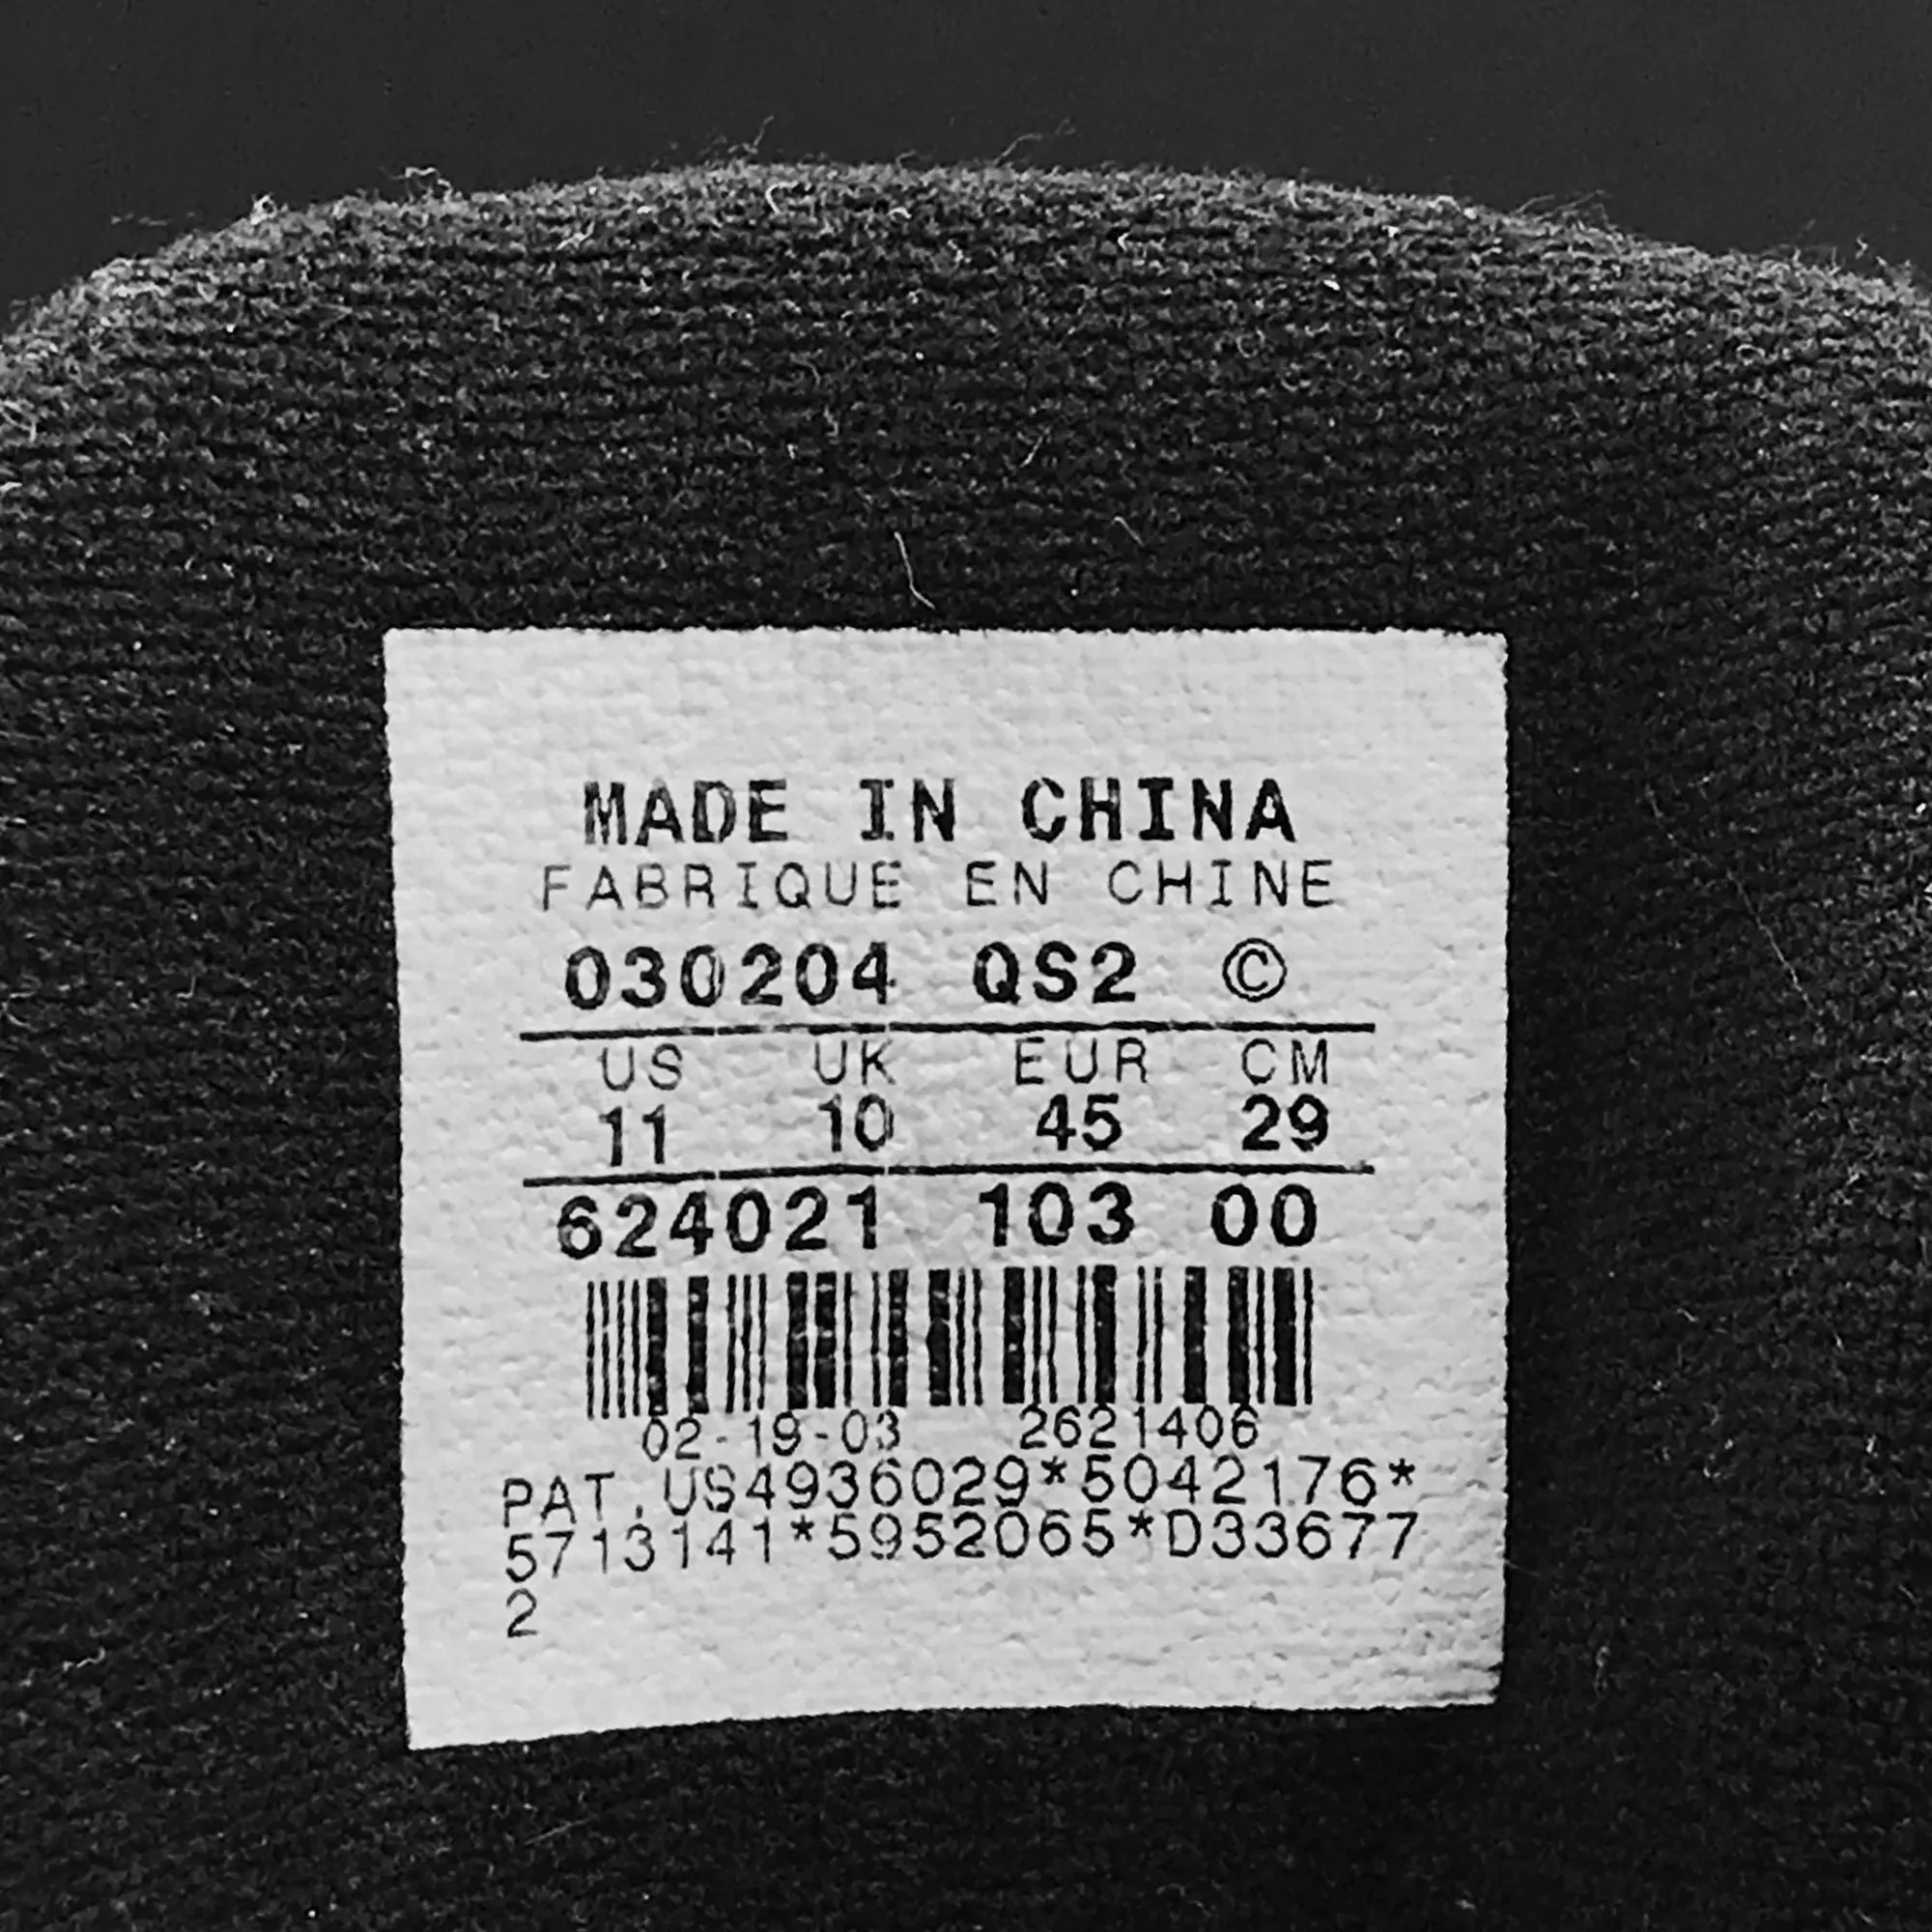 MADE IN CHINA
FABRIQUE EN CHINE
030204 QS2 ©
US UK EUR CM
11 10 45 29
624021 103 00
02-19-03 2621406
PAT.US4936029*5042176*
5713141*5952065*D33677
2